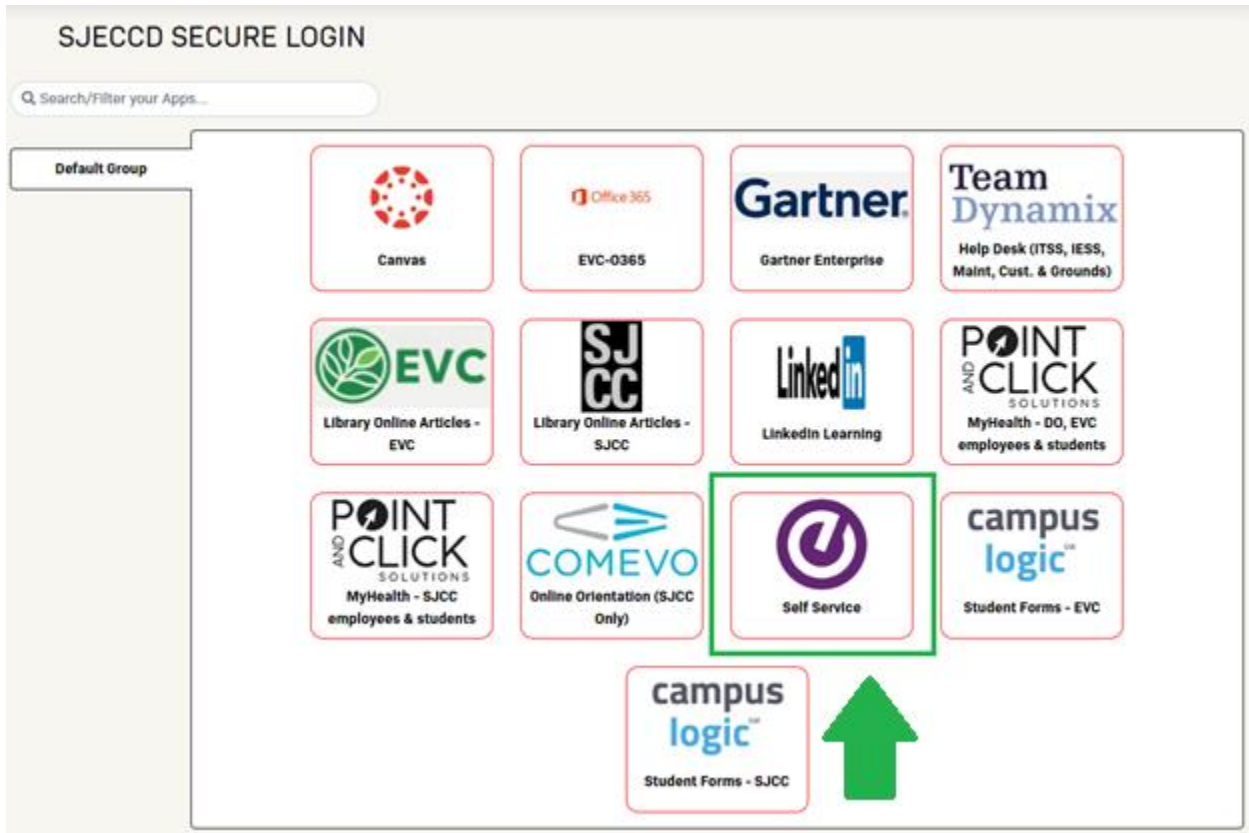 SJECCD SECURE LOGIN
Search/Filter your Apps...
Default Group
Canvas
Office 365
EVC-O365
Gartner.
Gartner Enterprise
Team
Dynamix
Help Desk (ITSS, IESS,
Maint, Cust. & Grounds)
EVC
Library Online Articles -
EVC
SJ
CC
Library Online Articles -
SJCC
Linked in
LinkedIn Learning
POINT
AND CLICK
SOLUTIONS
MyHealth - DO, EVC
employees & students
POINT
AND CLICK
SOLUTIONS
MyHealth - SJCC
employees & students
COMEVO
Online Orientation (SJCC
Only)
Self Service
campus
logic
Student Forms - EVC
campus
logic
Student Forms - SJCC